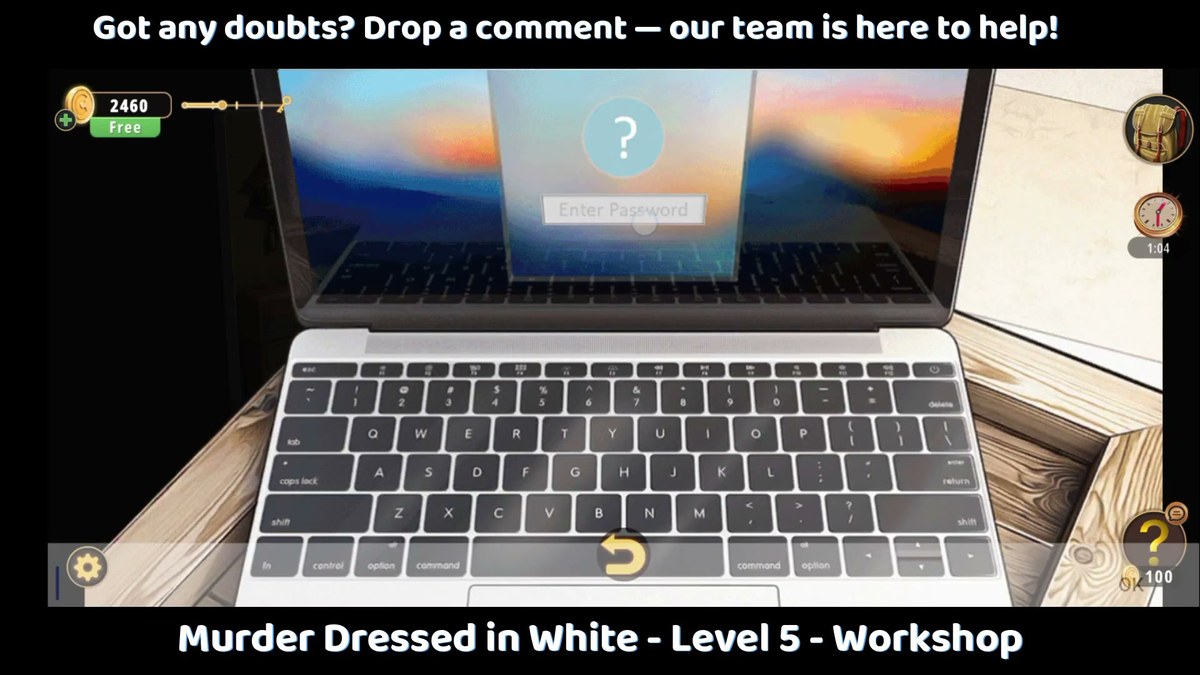 Got any doubts? Drop a comment — our team is here to help!
2460
Free
?
Enter Password
1:04
esc
~ ! @ # $ % ^ & * ( ) — + delete
` 1 2 3 4 5 6 7 8 9 0 - =
tab Q W E R T Y U I O P { } |
[ ] \
caps lock A S D F G H J K L : " enter
; ' return
shift Z X C V B N M < > ? shift
, . /
fn control option command command option
? 100
OK
Murder Dressed in White - Level 5 - Workshop